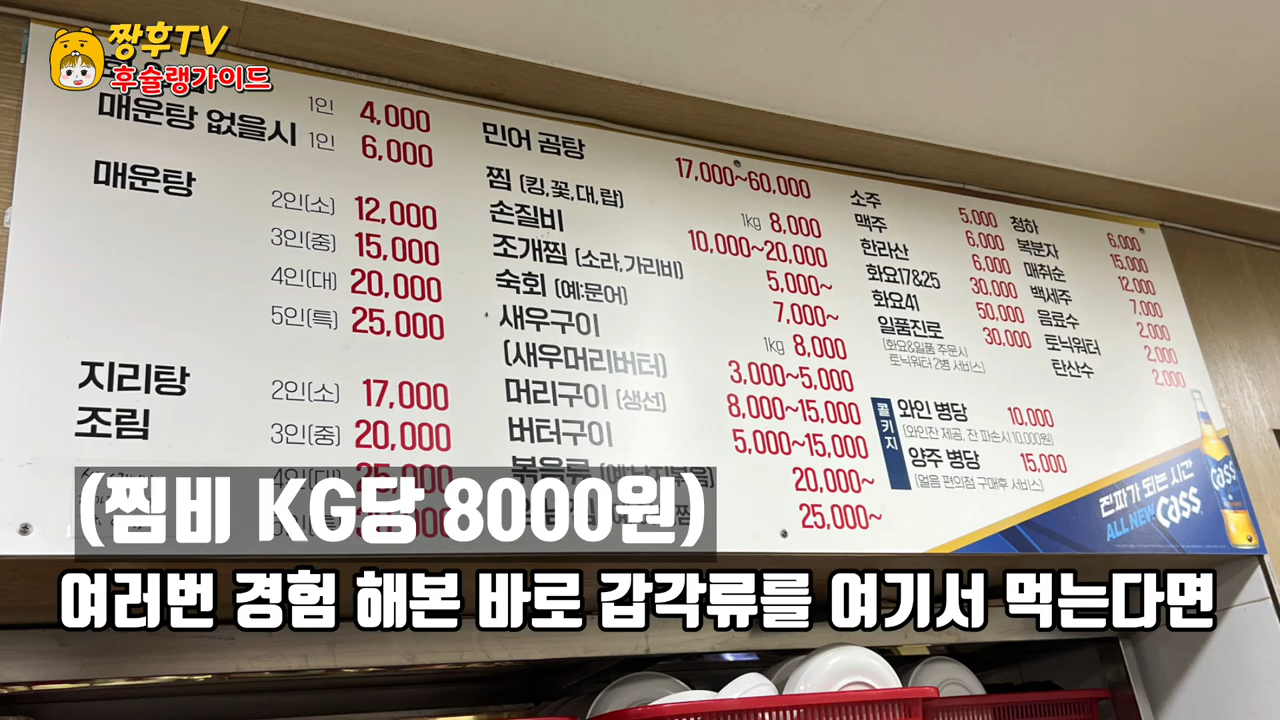 짱후TV
후슐랭가이드
1인 4,000
매운탕 없을시 1인 6,000
매운탕 2인(소) 12,000
3인(중) 15,000
4인(대) 20,000
5인(특) 25,000
지리탕 2인(소) 17,000
조림 3인(중) 20,000
4인(대) 25,000
민어 곰탕 17,000~60,000
찜 (킹,꽃,대,랍) 1kg 8,000
손질비 10,000~20,000
조개찜 (소라,가리비) 5,000~
숙회 (예:문어) 7,000~
새우구이 1kg 8,000
(새우머리버터) 3,000~5,000
머리구이 (생선) 8,000~15,000
버터구이 5,000~15,000
볶음류 (예:낙지볶음) 20,000~
25,000~
소주 5,000
맥주 6,000
한라산 6,000
화요17&25 30,000
화요41 50,000
일품진로 30,000
(화요&일품 주문시
토닉워터 2병 서비스)
청하 6,000
복분자 15,000
매취순 12,000
백세주 7,000
음료수 2,000
토닉워터 2,000
탄산수 2,000
콜키지
와인 병당 10,000
(와인잔 제공, 잔 파손시 10,000원)
양주 병당 15,000
(얼음 편의점 구매후 서비스)
진짜가 되는 시간
ALL NEW Cass
Cass
(찜비 KG당 8000원)
여러번 경험 해본 바로 갑각류를 여기서 먹는다면